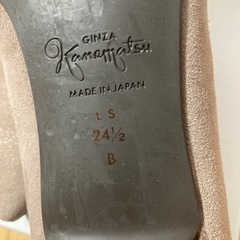 GINZA
Kanematsu
MADE IN JAPAN
LS
24½
B